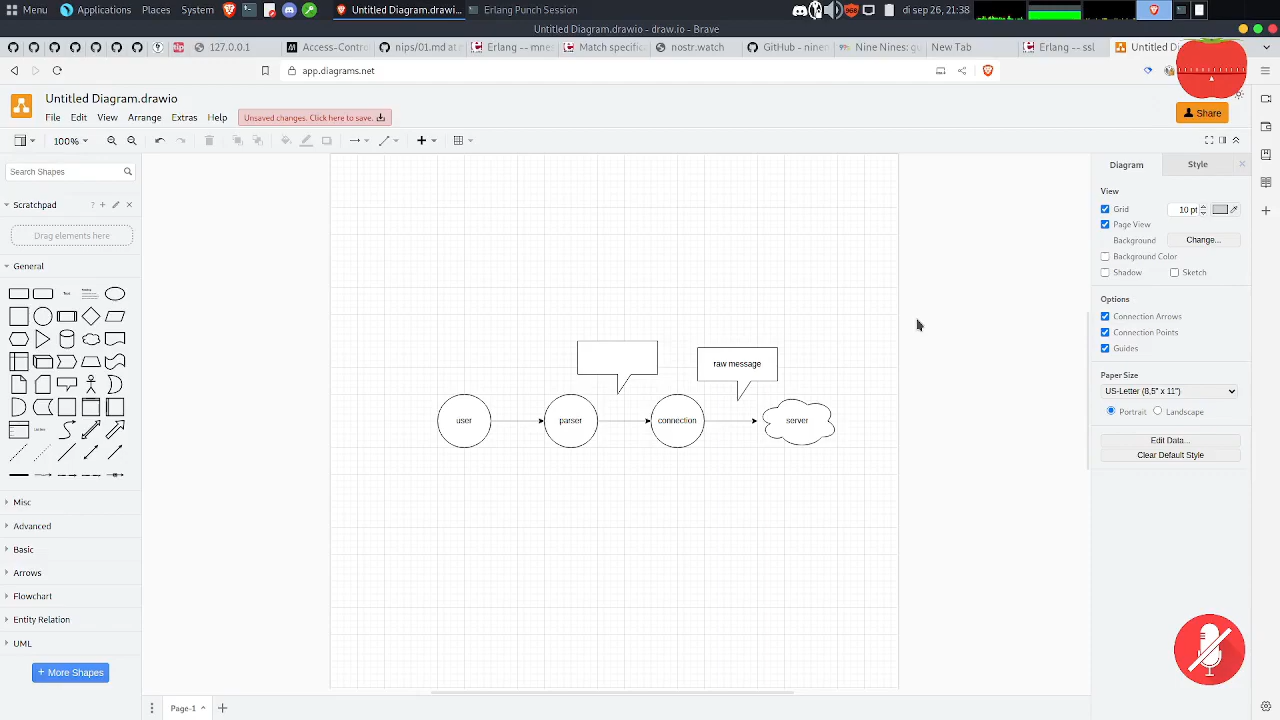 Menu Applications Places System Untitled Diagram.drawi... Erlang Punch Session 968 di sep 26, 21:38
Untitled Diagram.drawio - draw.io - Brave
127.0.0.1 Access-Contro nips/01.md at Erlang – mne Match specific nostr.watch GitHub - ninen Nine Nines: gu New Tab Erlang -- ssl Untitled Di
app.diagrams.net
Untitled Diagram.drawio
File Edit View Arrange Extras Help Unsaved changes. Click here to save. Share
100%
Search Shapes
Scratchpad ?
Drag elements here
General
Text
Misc
Advanced
Basic
Arrows
Flowchart
Entity Relation
UML
+ More Shapes
raw message
user parser connection server
Diagram Style
View
Grid 10 pt
Page View
Background Change...
Background Color
Shadow Sketch
Options
Connection Arrows
Connection Points
Guides
Paper Size
US-Letter (8,5" x 11")
Portrait Landscape
Edit Data...
Clear Default Style
Page-1